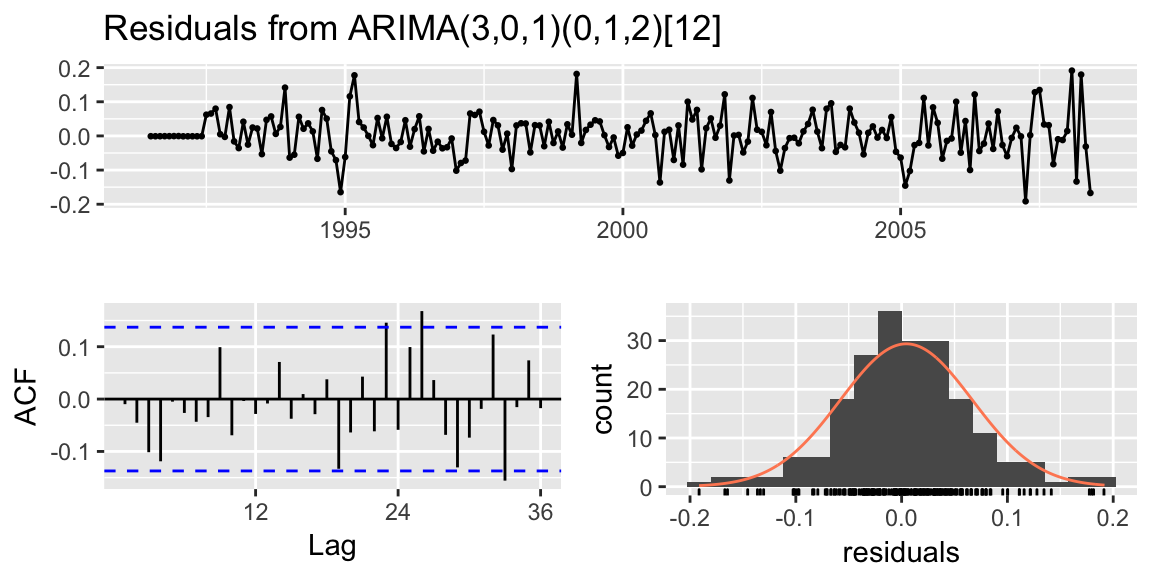 Residuals from ARIMA(3,0,1)(0,1,2)[12]
0.2
0.1
0.0
-0.1
-0.2
1995 2000 2005
ACF
0.1
0.0
-0.1
12 24 36
Lag
count
30
20
10
0
-0.2 -0.1 0.0 0.1 0.2
residuals